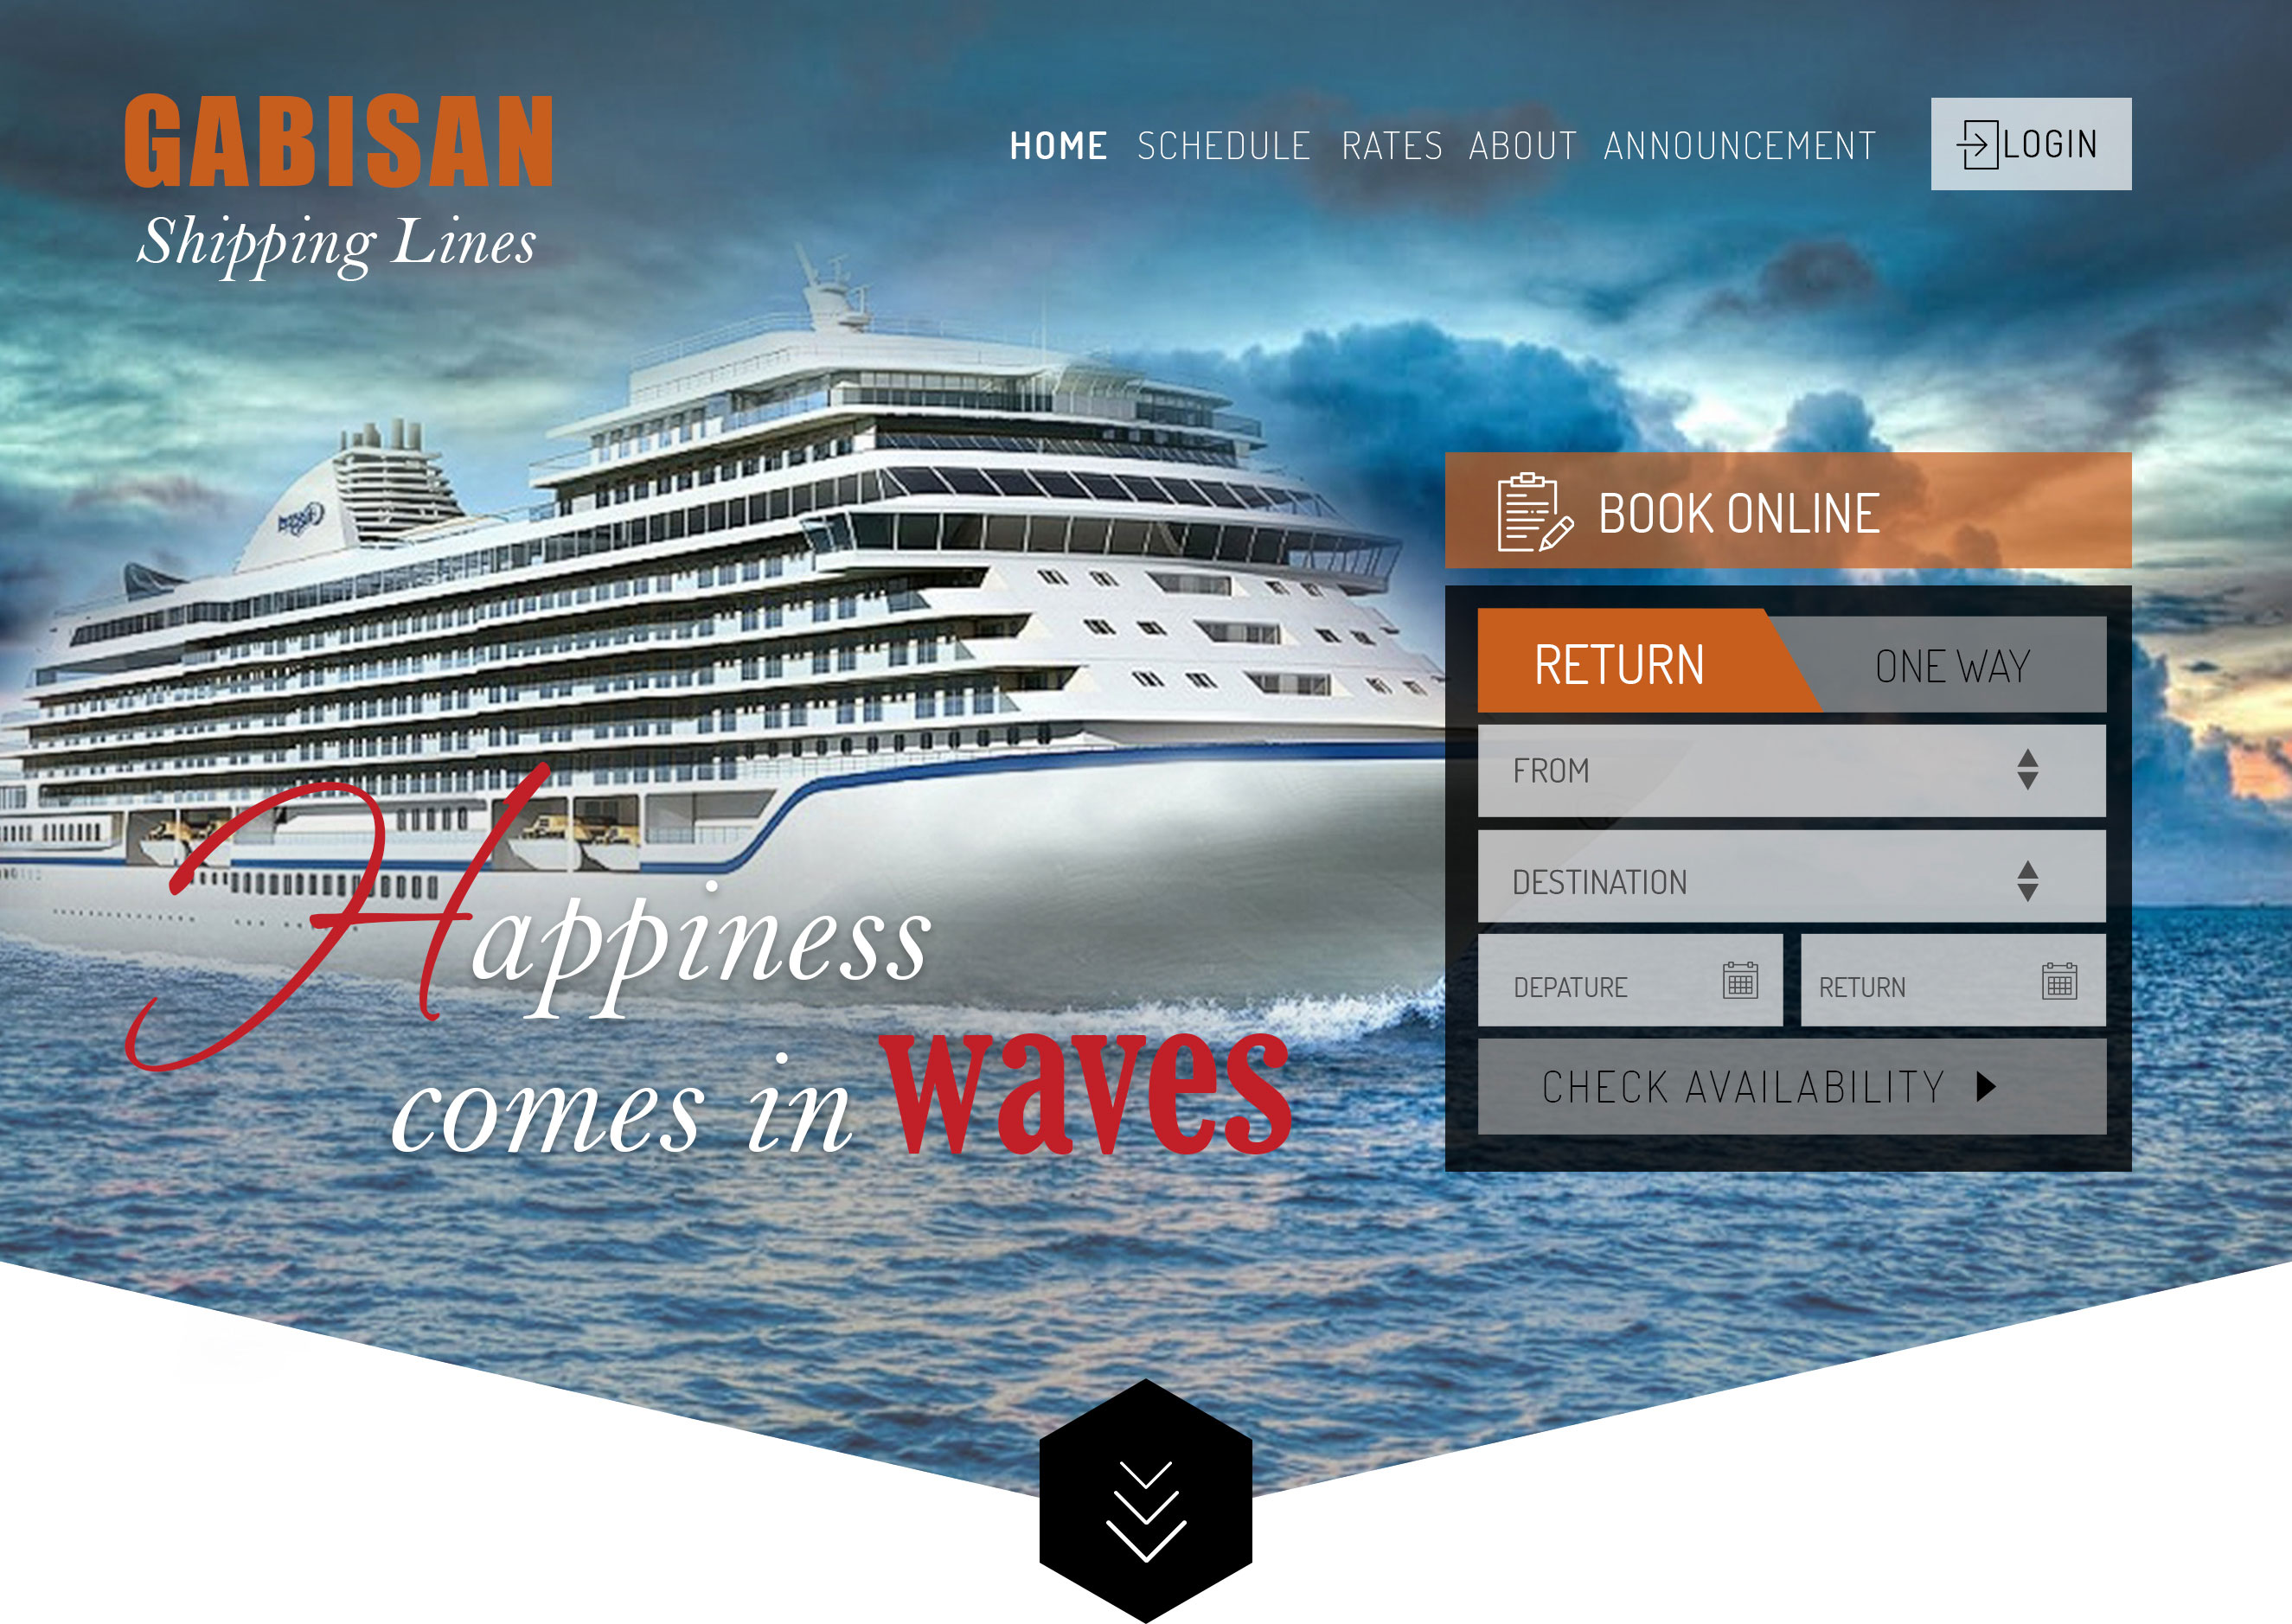 GABISAN
Shipping Lines
HOME SCHEDULE RATES ABOUT ANNOUNCEMENT
LOGIN
BOOK ONLINE
RETURN ONE WAY
FROM
DESTINATION
DEPATURE RETURN
CHECK AVAILABILITY
Happiness
comes in waves